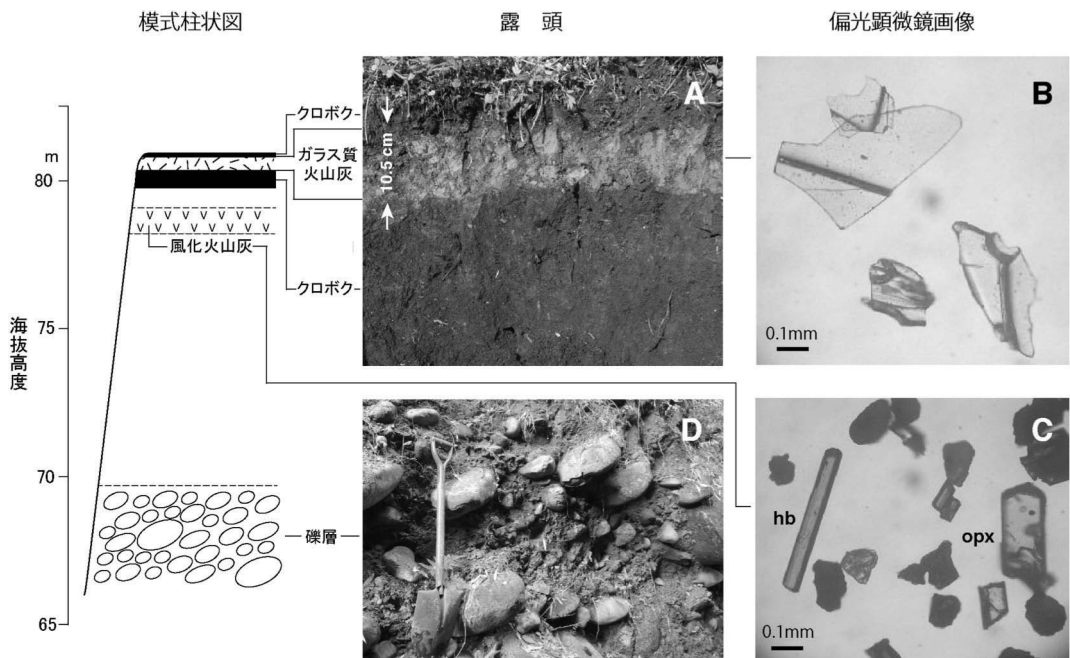 模式柱状図
露 頭
偏光顕微鏡画像
m
80
75
70
65
海抜高度
クロボク
ガラス質
火山灰
風化火山灰
クロボク
礫層
A
10.5 cm
B
0.1mm
D
C
hb
opx
0.1mm